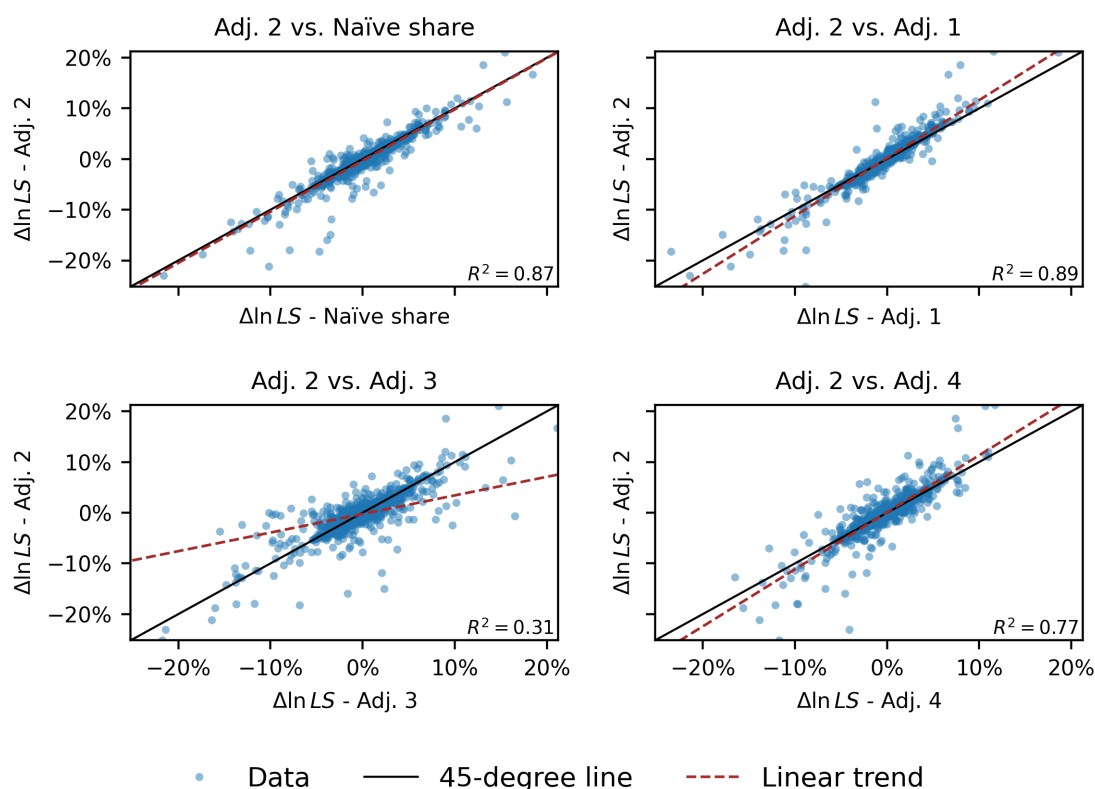 Adj. 2 vs. Naïve share
Adj. 2 vs. Adj. 1
20%
10%
0%
−10%
−20%
Δln LS - Adj. 2
R² = 0.87
Δln LS - Naïve share
Δln LS - Adj. 2
R² = 0.89
Δln LS - Adj. 1
Adj. 2 vs. Adj. 3
Adj. 2 vs. Adj. 4
20%
10%
0%
−10%
−20%
Δln LS - Adj. 2
R² = 0.31
−20% −10% 0% 10% 20%
Δln LS - Adj. 3
Δln LS - Adj. 2
R² = 0.77
−20% −10% 0% 10% 20%
Δln LS - Adj. 4
Data 45-degree line Linear trend